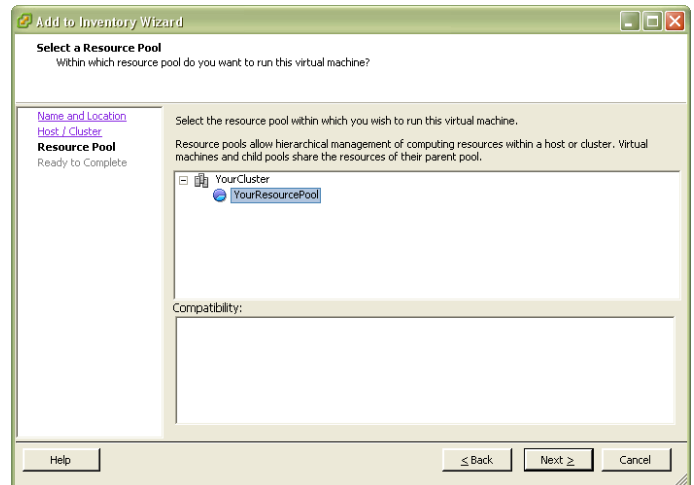 Add to Inventory Wizard
Select a Resource Pool
Within which resource pool do you want to run this virtual machine?
Name and Location
Host / Cluster
Resource Pool
Ready to Complete
Select the resource pool within which you wish to run this virtual machine.
Resource pools allow hierarchical management of computing resources within a host or cluster. Virtual
machines and child pools share the resources of their parent pool.
YourCluster
YourResourcePool
Compatibility:
Help
< Back
Next >
Cancel